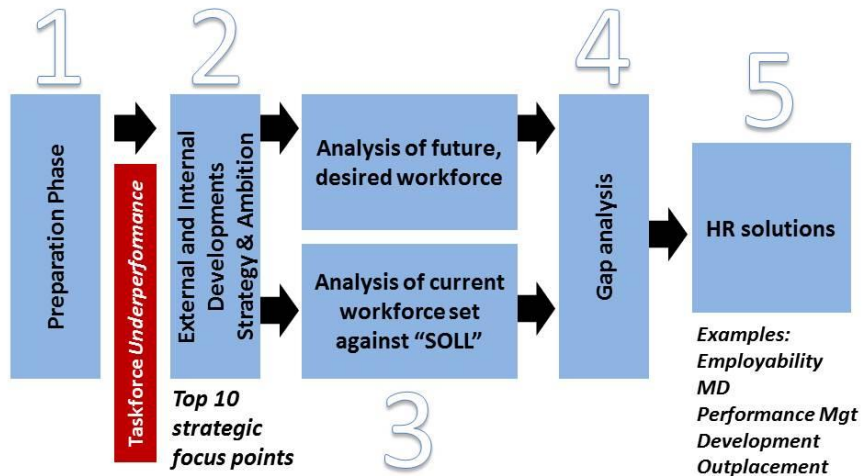 1
Preparation Phase
Taskforce Underperformance
2
External and Internal
Developments
Strategy & Ambition
Top 10
strategic
focus points
Analysis of future,
desired workforce
Analysis of current
workforce set
against “SOLL”
3
4
Gap analysis
5
HR solutions
Examples:
Employability
MD
Performance Mgt
Development
Outplacement